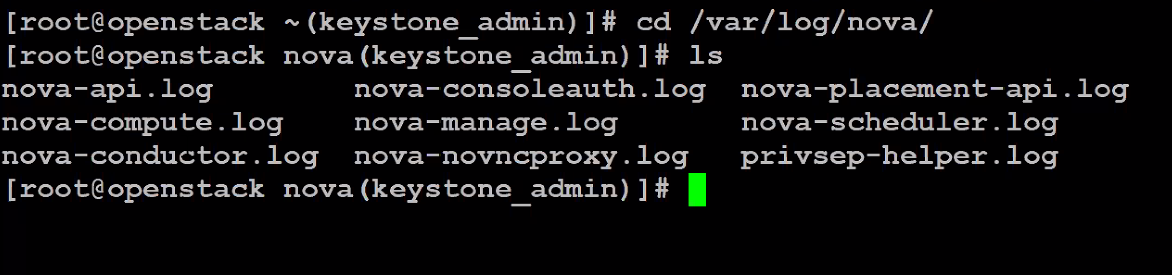 [root@openstack ~(keystone_admin)]# cd /var/log/nova/
[root@openstack nova(keystone_admin)]# ls
nova-api.log        nova-consoleauth.log  nova-placement-api.log
nova-compute.log    nova-manage.log       nova-scheduler.log
nova-conductor.log  nova-novncproxy.log   privsep-helper.log
[root@openstack nova(keystone_admin)]#